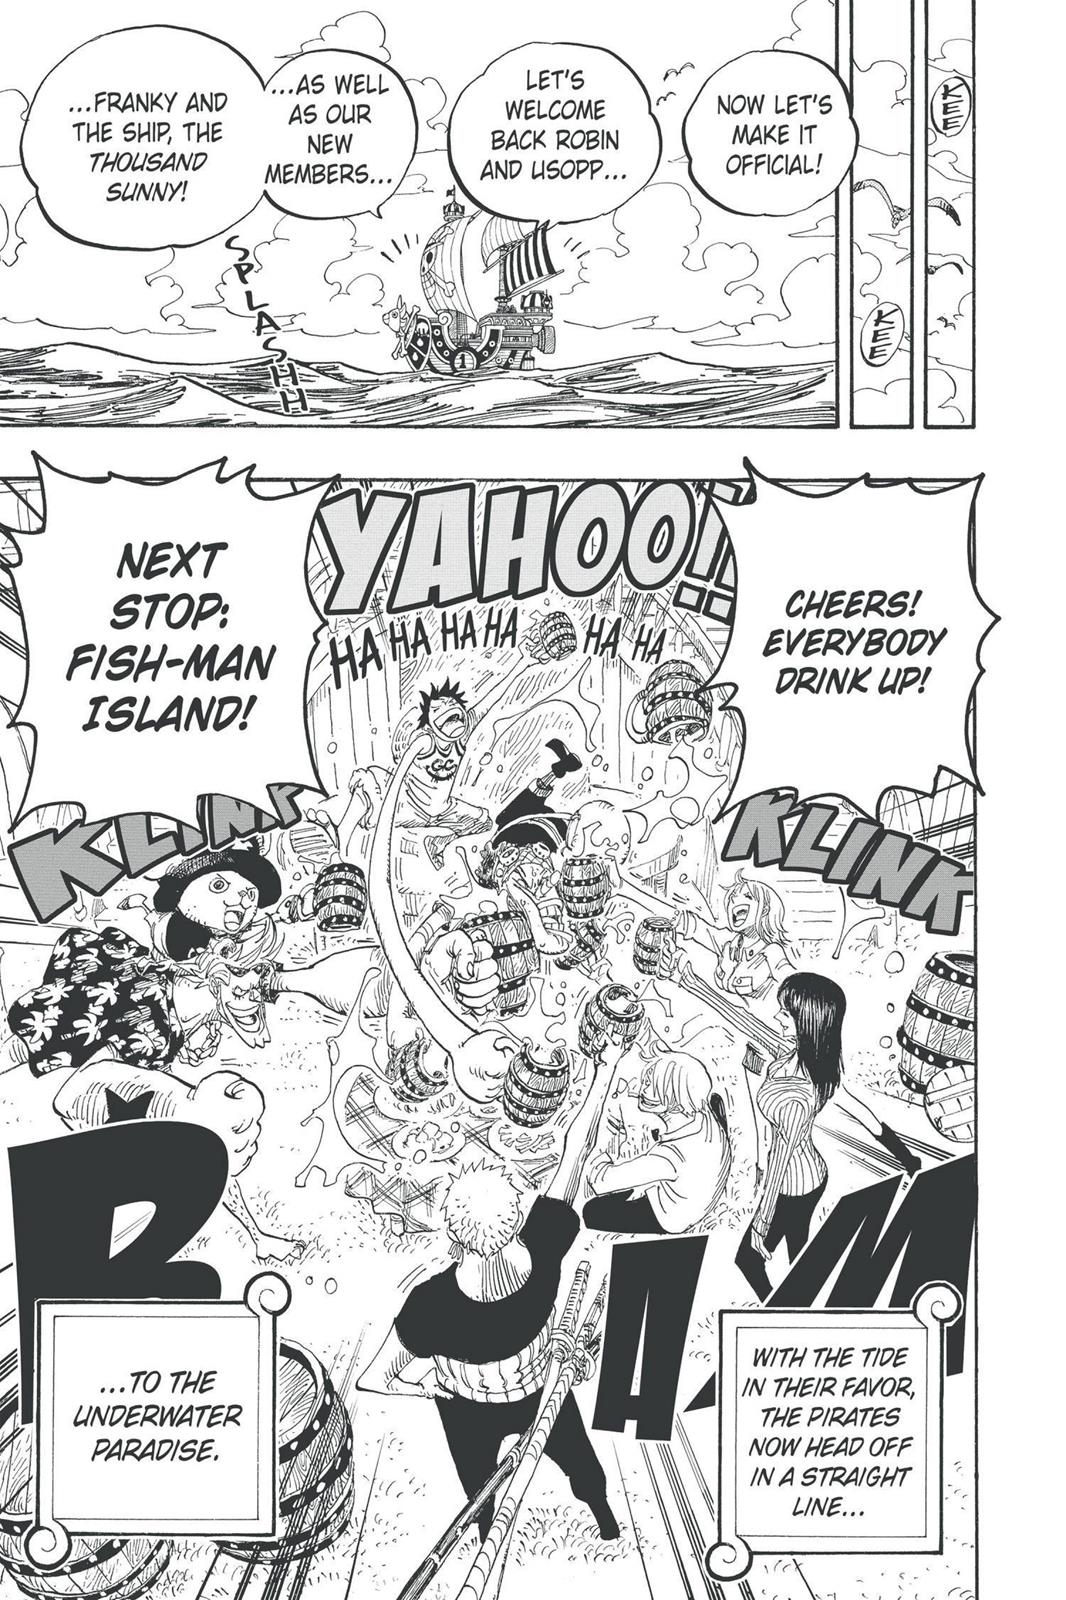 KEE
KEE
NOW LET'S
MAKE IT
OFFICIAL!
LET'S
WELCOME
BACK ROBIN
AND USOPP...
...AS WELL
AS OUR
NEW
MEMBERS...
...FRANKY AND
THE SHIP, THE
THOUSAND
SUNNY!
SPLASHH
1
CHEERS!
EVERYBODY
DRINK UP!
YAHOO!!
HA HA HA HA HA HA
NEXT
STOP:
FISH-MAN
ISLAND!
KLINK
KLINK
BAM
WITH THE TIDE
IN THEIR FAVOR,
THE PIRATES
NOW HEAD OFF
IN A STRAIGHT
LINE...
...TO THE
UNDERWATER
PARADISE.